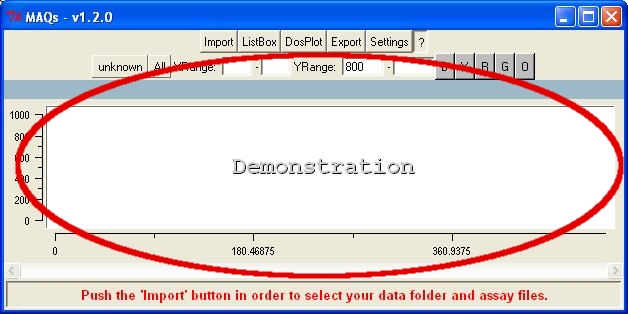 MAQs - v1.2.0
Import ListBox DosPlot Export Settings ?
unknown All YRange: - YRange: 800 - B Y R G O
1000
800
600
400
200
0
Demonstration
0 180.46875 360.9375
Push the 'Import' button in order to select your data folder and assay files.